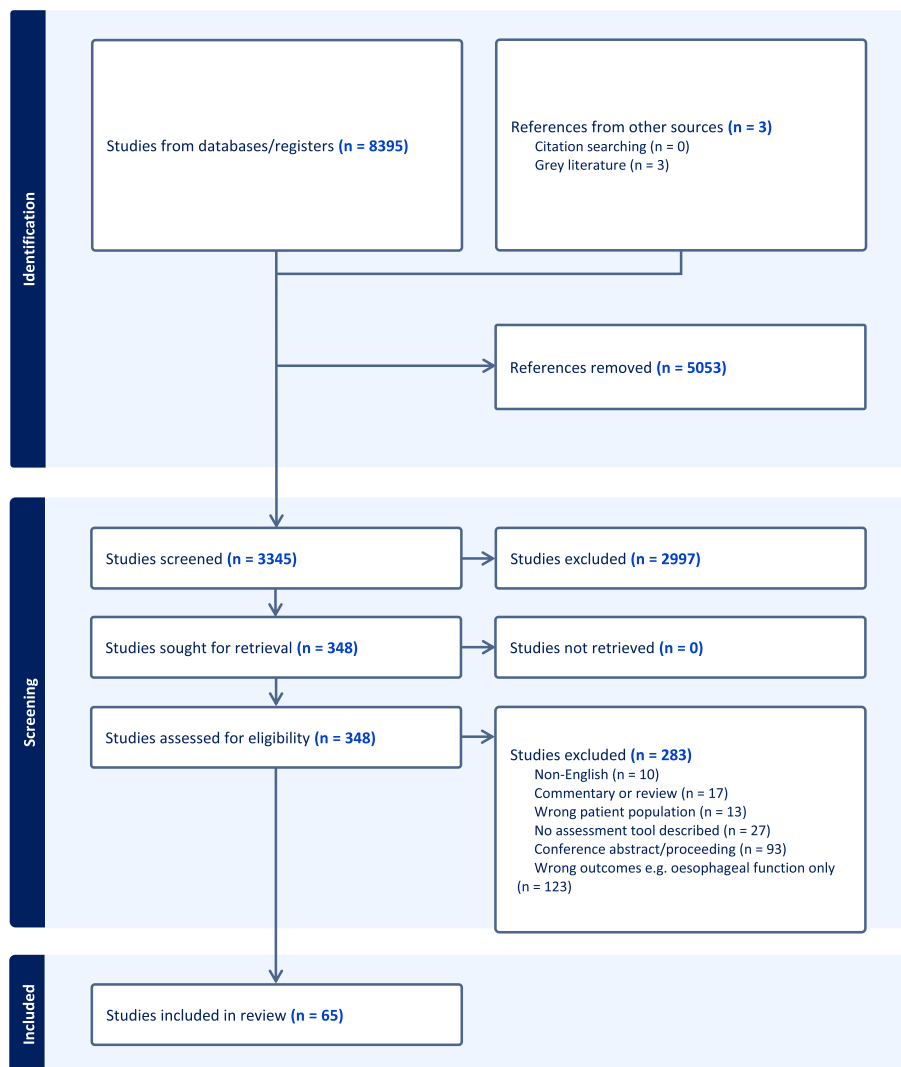 Identification
Studies from databases/registers (n = 8395)
References from other sources (n = 3)
Citation searching (n = 0)
Grey literature (n = 3)
References removed (n = 5053)
Screening
Studies screened (n = 3345)
Studies excluded (n = 2997)
Studies sought for retrieval (n = 348)
Studies not retrieved (n = 0)
Studies assessed for eligibility (n = 348)
Studies excluded (n = 283)
Non-English (n = 10)
Commentary or review (n = 17)
Wrong patient population (n = 13)
No assessment tool described (n = 27)
Conference abstract/proceeding (n = 93)
Wrong outcomes e.g. oesophageal function only
(n = 123)
Included
Studies included in review (n = 65)